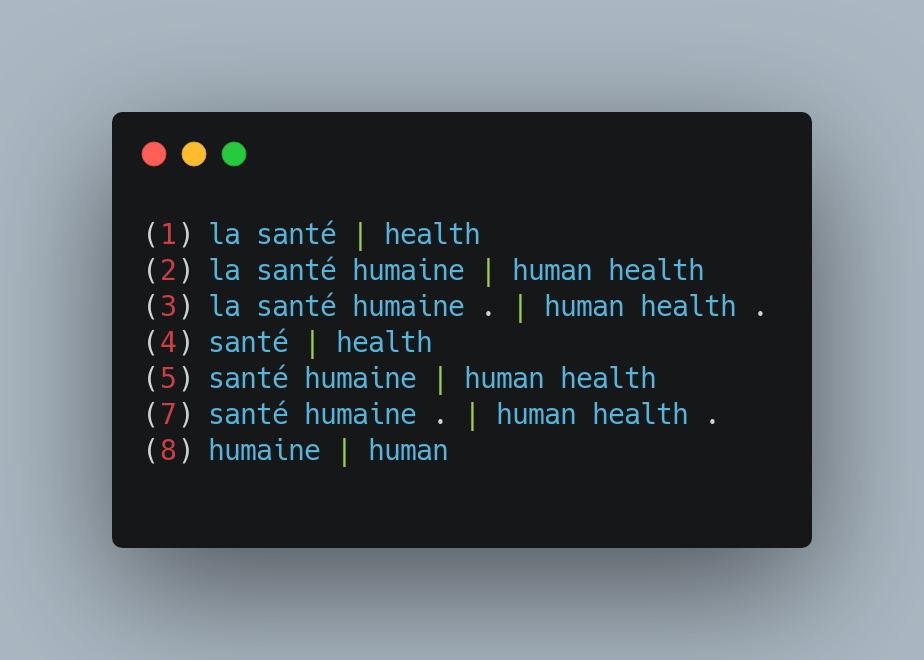 (1) la santé | health
(2) la santé humaine | human health
(3) la santé humaine . | human health .
(4) santé | health
(5) santé humaine | human health
(7) santé humaine . | human health .
(8) humaine | human